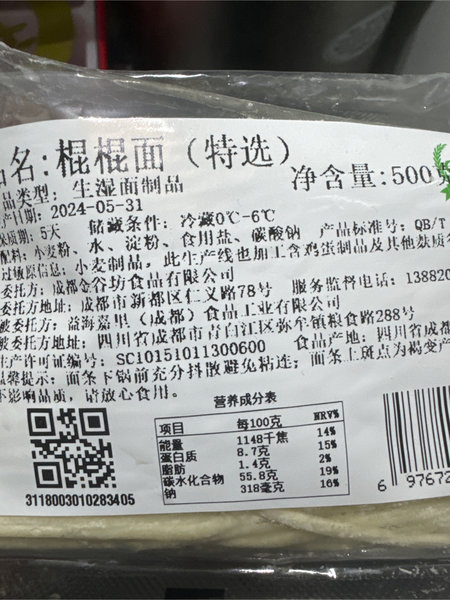 名:棍棍面（特选）
净含量:500克
品类型: 生湿面制品
产日期: 2024-05-31
保质期: 5天 储藏条件: 冷藏0℃-6℃ 产品标准号: QB/T
配料: 小麦粉、水、淀粉、食用盐、碳酸钠
过敏原信息: 小麦制品, 此生产线也加工含鸡蛋制品及其他麸质
委托方: 成都金谷坊食品有限公司
委托方地址: 成都市新都区仁义路78号 服务监督电话: 138820
被委托方: 益海嘉里（成都）食品工业有限公司
被委托方地址: 四川省成都市青白江区弥牟镇粮食路288号
生产许可证编号: SC10151011300600 食品产地: 四川省成都
品馨提示: 面条下锅前充分抖散避免粘连; 面条上斑点为褐变产
不影响品质, 请放心食用。
营养成分表
项目 每100克 NRV%
能量 1148千焦 14%
蛋白质 8.7克 15%
脂肪 1.4克 2%
碳水化合物 55.8克 19%
钠 318毫克 16%
3118003010283405
6 97672